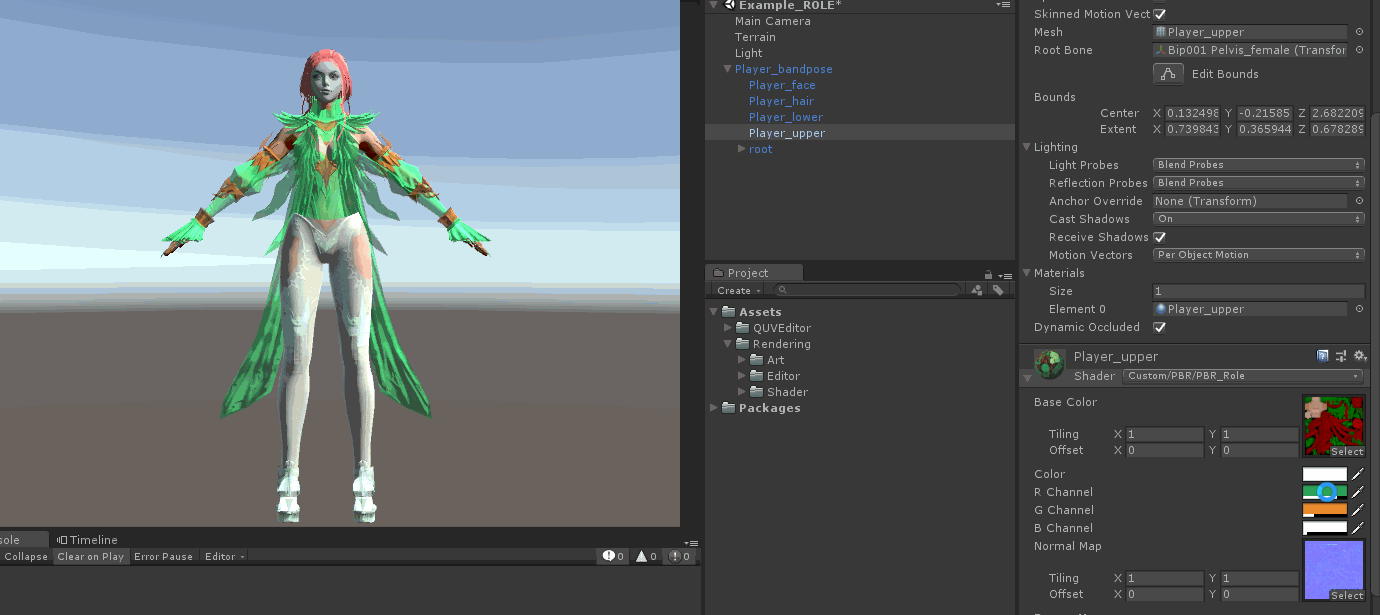 Example_ROLE*
Main Camera
Terrain
Light
Player_bandpose
Player_face
Player_hair
Player_lower
Player_upper
root
Project
Create
Assets
QUVEditor
Rendering
Art
Editor
Shader
Packages
Timeline
Collapse Clear on Play Error Pause Editor 0 0 0
Skinned Motion Vect
Mesh Player_upper
Root Bone Bip001 Pelvis_female (Transfor
Edit Bounds
Bounds
Center X 0.132498 Y -0.21585 Z 2.682209
Extent X 0.739843 Y 0.365944 Z 0.678289
Lighting
Light Probes Blend Probes
Reflection Probes Blend Probes
Anchor Override None (Transform)
Cast Shadows On
Receive Shadows
Motion Vectors Per Object Motion
Materials
Size 1
Element 0 Player_upper
Dynamic Occluded
Player_upper
Shader Custom/PBR/PBR_Role
Base Color
Tiling X 1 Y 1
Offset X 0 Y 0
Select
Color
R Channel
G Channel
B Channel
Normal Map
Tiling X 1 Y 1
Offset X 0 Y 0
Select